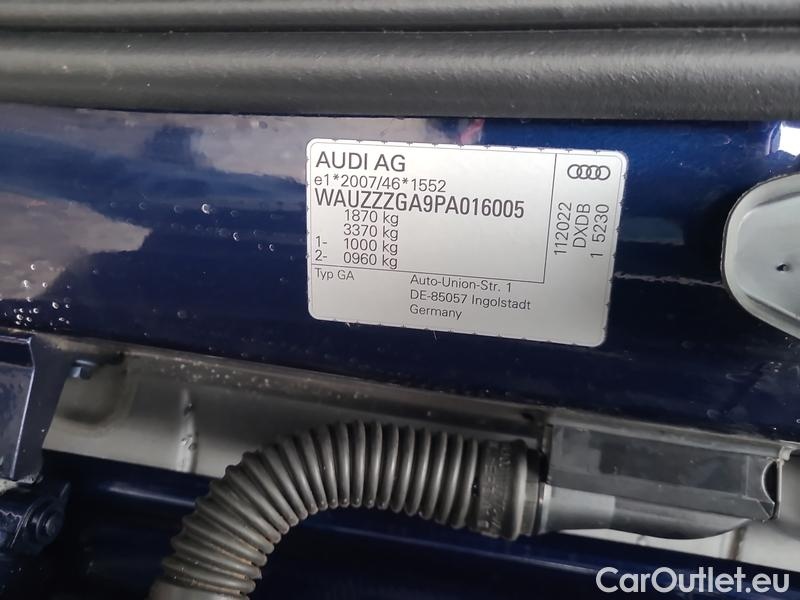 AUDI AG
e1*2007/46*1552
WAUZZZGA9PA016005
1870 kg
3370 kg
1- 1000 kg
2- 0960 kg
Typ GA
Auto-Union-Str. 1
DE-85057 Ingolstadt
Germany
112022
DXDB
1 5230
CarOutlet.eu